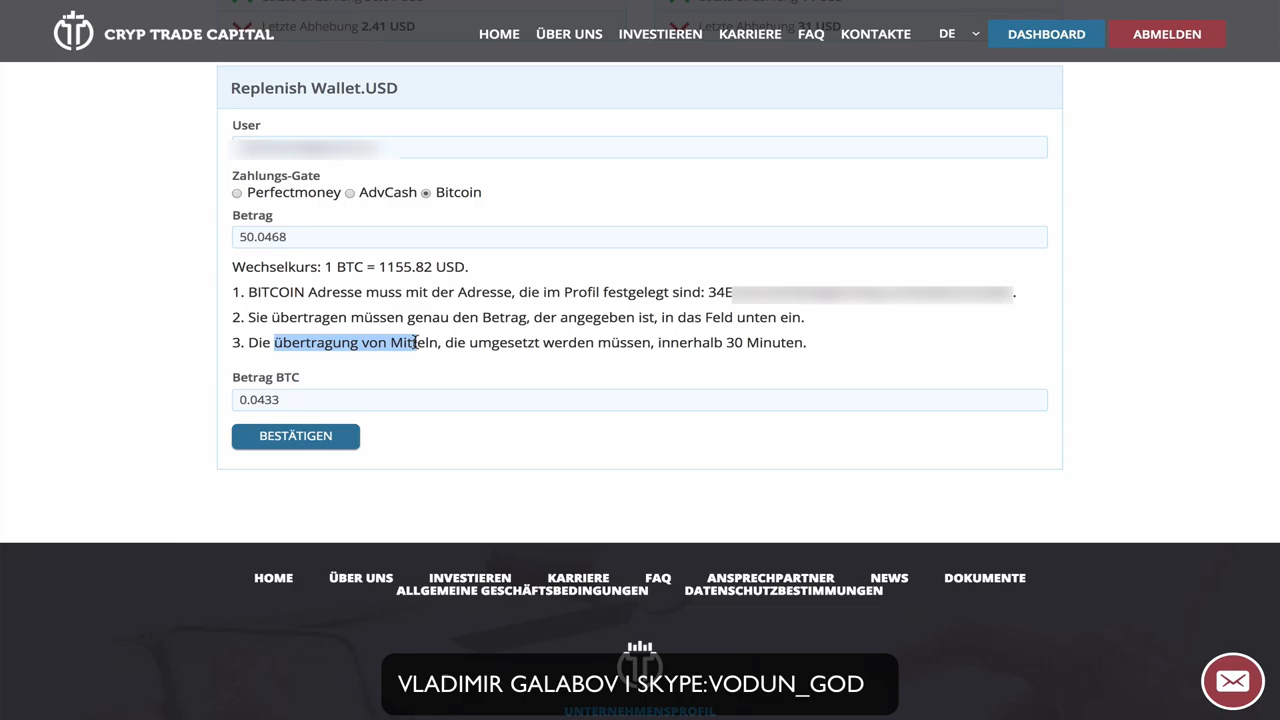 Letzte Abhebung 2.41 USD
Letzte Abhebung 31 USD
CRYP TRADE CAPITAL
HOME ÜBER UNS INVESTIEREN KARRIERE FAQ KONTAKTE DE DASHBOARD ABMELDEN
Replenish Wallet.USD
User
Zahlungs-Gate
Perfectmoney AdvCash Bitcoin
Betrag
50.0468
Wechselkurs: 1 BTC = 1155.82 USD.
1. BITCOIN Adresse muss mit der Adresse, die im Profil festgelegt sind: 34E
2. Sie übertragen müssen genau den Betrag, der angegeben ist, in das Feld unten ein.
3. Die übertragung von Mitteln, die umgesetzt werden müssen, innerhalb 30 Minuten.
Betrag BTC
0.0433
BESTÄTIGEN
HOME ÜBER UNS INVESTIEREN KARRIERE FAQ ANSPRECHPARTNER NEWS DOKUMENTE
ALLGEMEINE GESCHÄFTSBEDINGUNGEN DATENSCHUTZBESTIMMUNGEN
VLADIMIR GALABOV I SKYPE:VODUN_GOD
UNTERNEHMENSPROFIL